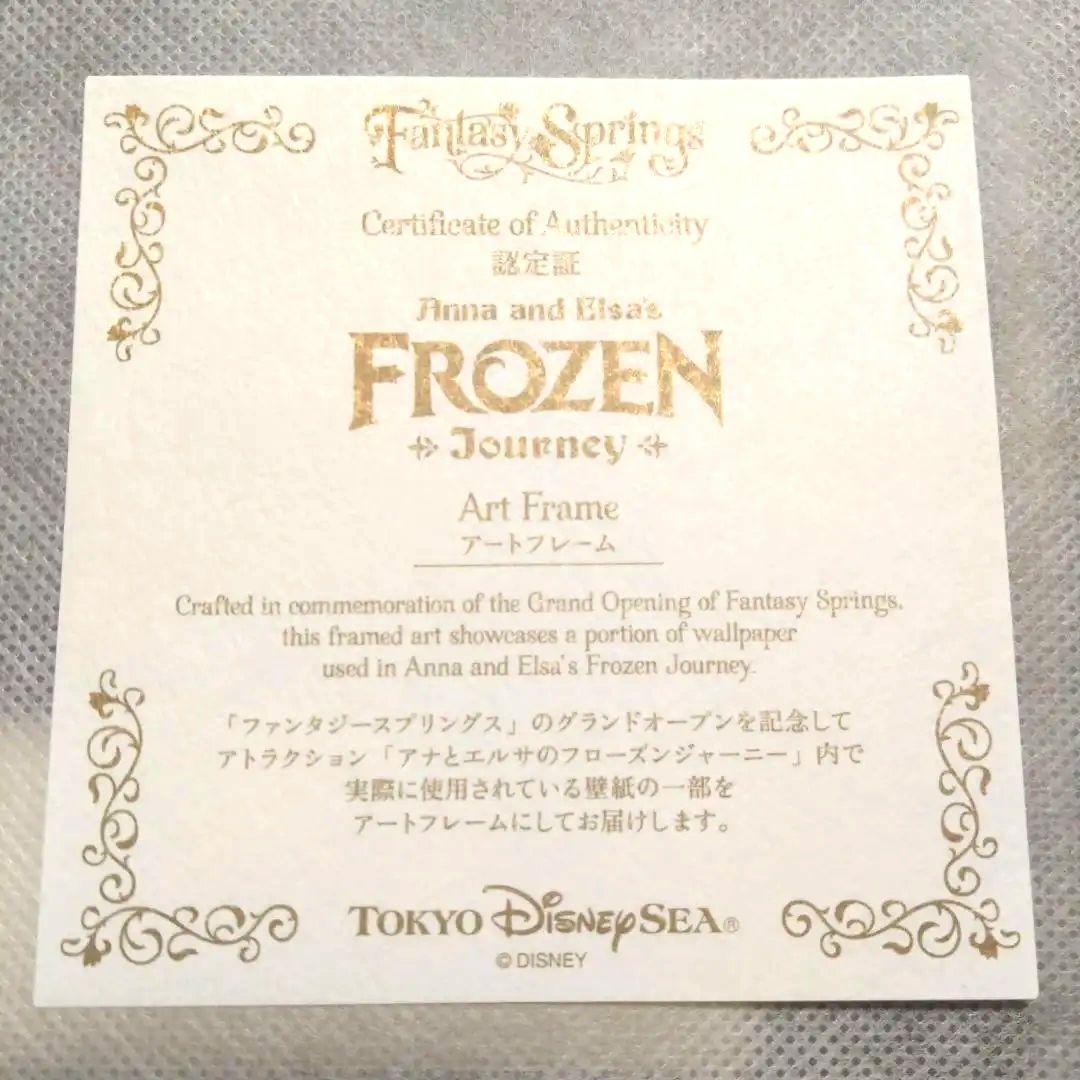 Fantasy Springs
Certificate of Authenticity
認定証
Anna and Elsa's
FROZEN
Journey
Art Frame
アートフレーム
Crafted in commemoration of the Grand Opening of Fantasy Springs,
this framed art showcases a portion of wallpaper
used in Anna and Elsa's Frozen Journey.
「ファンタジースプリングス」のグランドオープンを記念して
アトラクション「アナとエルサのフローズンジャーニー」内で
実際に使用されている壁紙の一部を
アートフレームにしてお届けします。
TOKYO DISNEYSEA®
© DISNEY